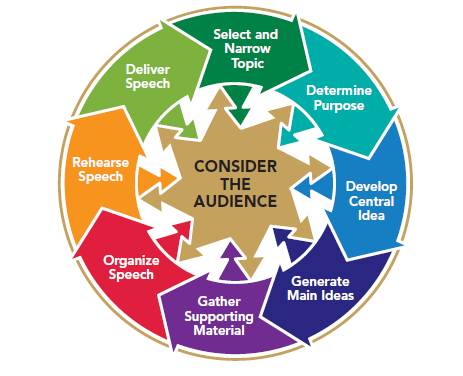 Select and
Narrow
Topic
Determine
Purpose
Develop
Central
Idea
Generate
Main Ideas
Gather
Supporting
Material
Organize
Speech
Rehearse
Speech
Deliver
Speech
CONSIDER
THE
AUDIENCE